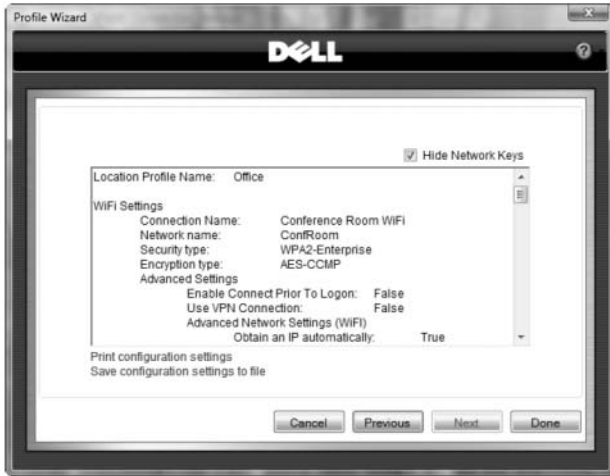 Profile Wizard
DELL
?
Hide Network Keys
Location Profile Name: Office
WiFi Settings
Connection Name: Conference Room WiFi
Network name: ConfRoom
Security type: WPA2-Enterprise
Encryption type: AES-CCMP
Advanced Settings
Enable Connect Prior To Logon: False
Use VPN Connection: False
Advanced Network Settings (WiFI)
Obtain an IP automatically: True
Print configuration settings
Save configuration settings to file
Cancel Previous Next Done